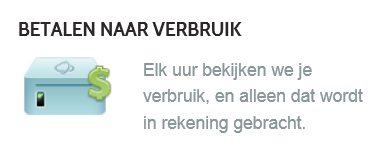 BETALEN NAAR VERBRUIK
Elk uur bekijken we je
verbruik, en alleen dat wordt
in rekening gebracht.